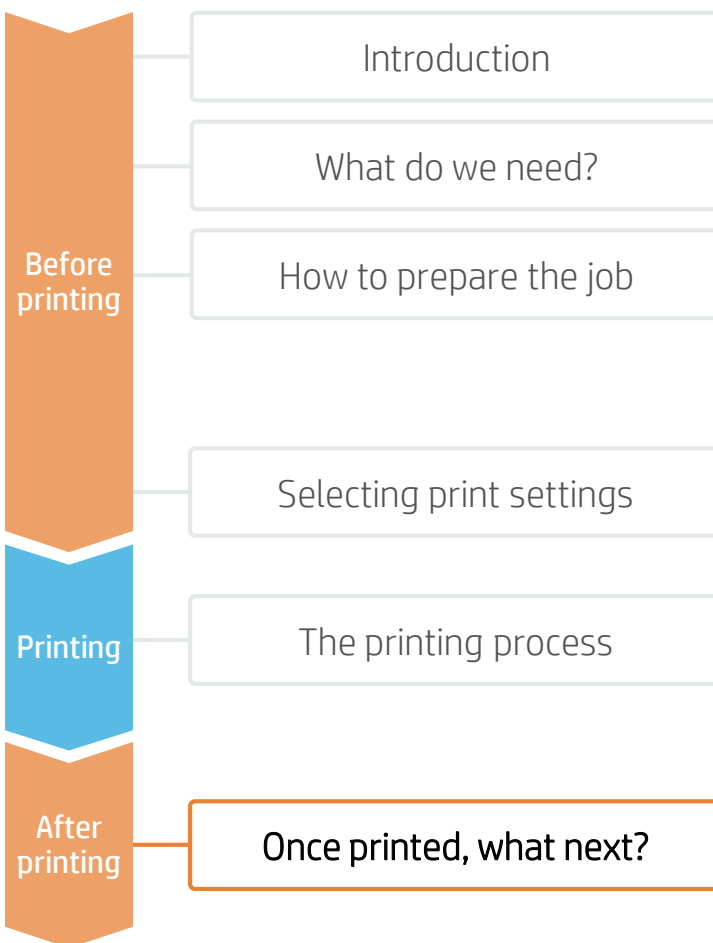 Introduction
What do we need?
Before
printing
How to prepare the job
Selecting print settings
Printing
The printing process
After
printing
Once printed, what next?